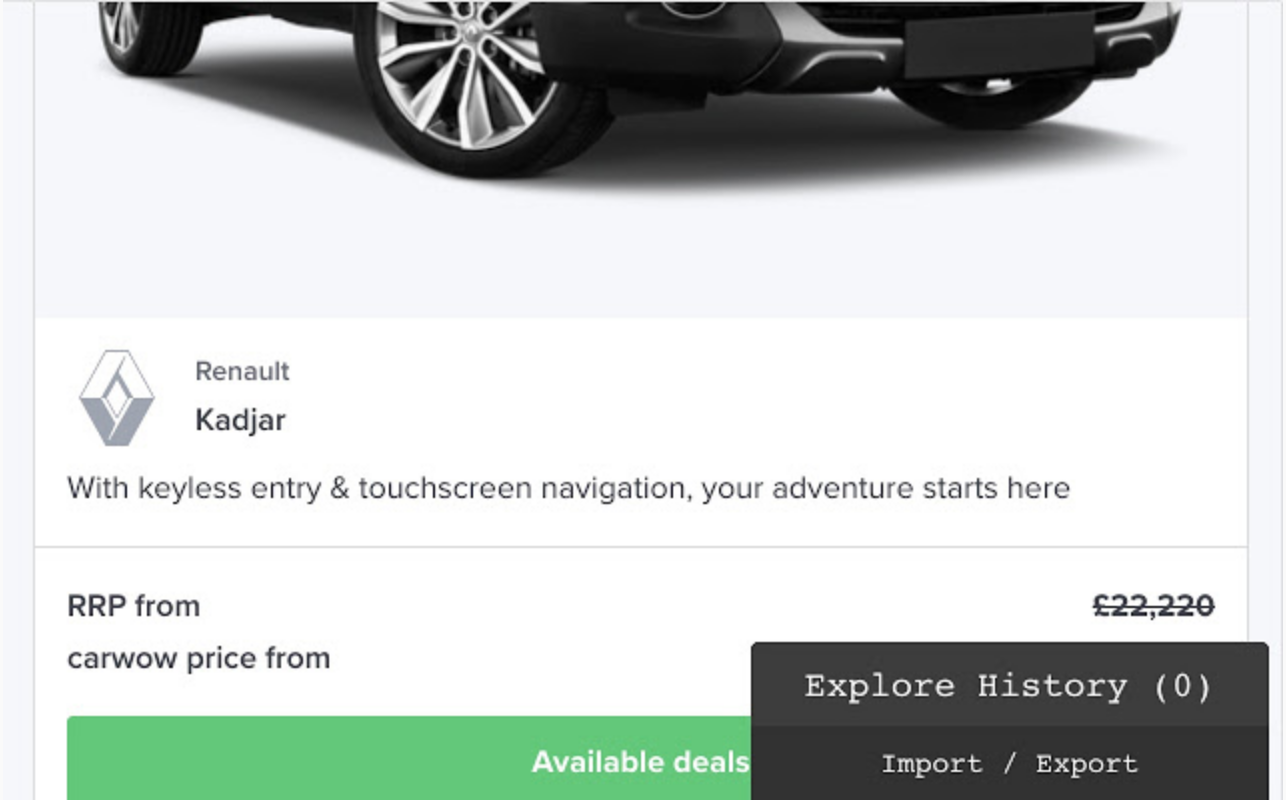 Renault
Kadjar
With keyless entry & touchscreen navigation, your adventure starts here
RRP from £22,220
carwow price from
Available deals
Explore History (0)
Import / Export